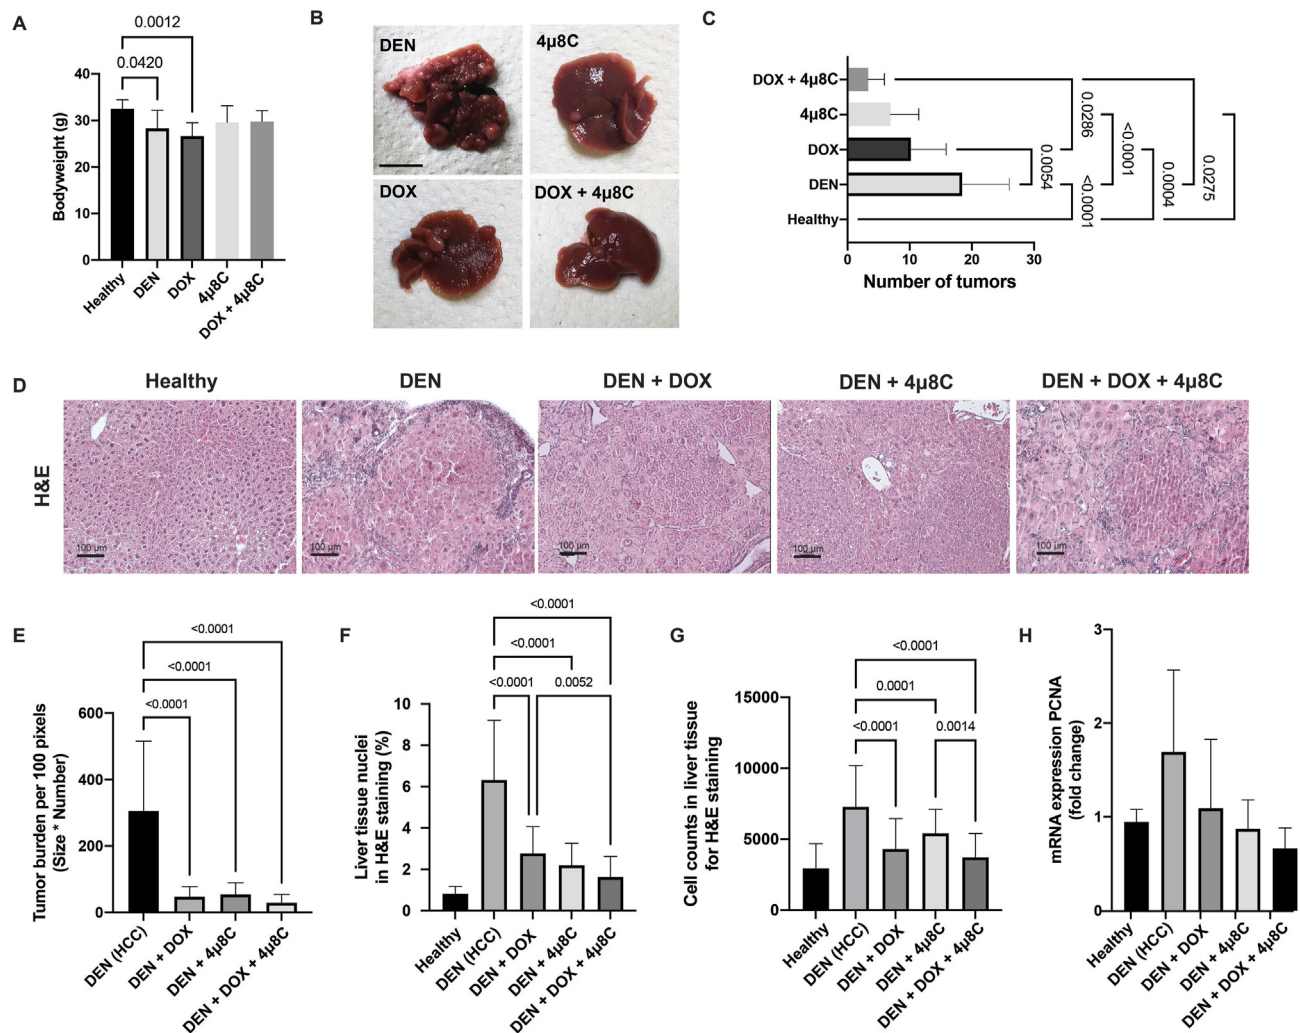 A
0.0012
0.0420
Bodyweight (g)
40
30
20
10
0
Healthy
DEN
DOX
4µ8C
DOX + 4µ8C
B
DEN
4µ8C
DOX
DOX + 4µ8C
C
DOX + 4µ8C
4µ8C
DOX
DEN
Healthy
0
10
20
30
Number of tumors
0.0054
0.0286
<0.0001
<0.0001
0.0004
0.0275
D
Healthy
DEN
DEN + DOX
DEN + 4µ8C
DEN + DOX + 4µ8C
H&E
100 µm
100 µm
100 µm
100 µm
100 µm
E
<0.0001
<0.0001
<0.0001
Tumor burden per 100 pixels
(Size * Number)
600
400
200
0
DEN (HCC)
DEN + DOX
DEN + 4µ8C
DEN + DOX + 4µ8C
F
<0.0001
<0.0001
<0.0001
0.0052
Liver tissue nuclei
in H&E staining (%)
10
8
6
4
2
0
Healthy
DEN (HCC)
DEN + DOX
DEN + 4µ8C
DEN + DOX + 4µ8C
G
<0.0001
0.0001
<0.0001
0.0014
Cell counts in liver tissue
for H&E staining
15000
10000
5000
0
Healthy
DEN (HCC)
DEN + DOX
DEN + 4µ8C
DEN + DOX + 4µ8C
H
mRNA expression PCNA
(fold change)
3
2
1
0
Healthy
DEN (HCC)
DEN + DOX
DEN + 4µ8C
DEN + DOX + 4µ8C